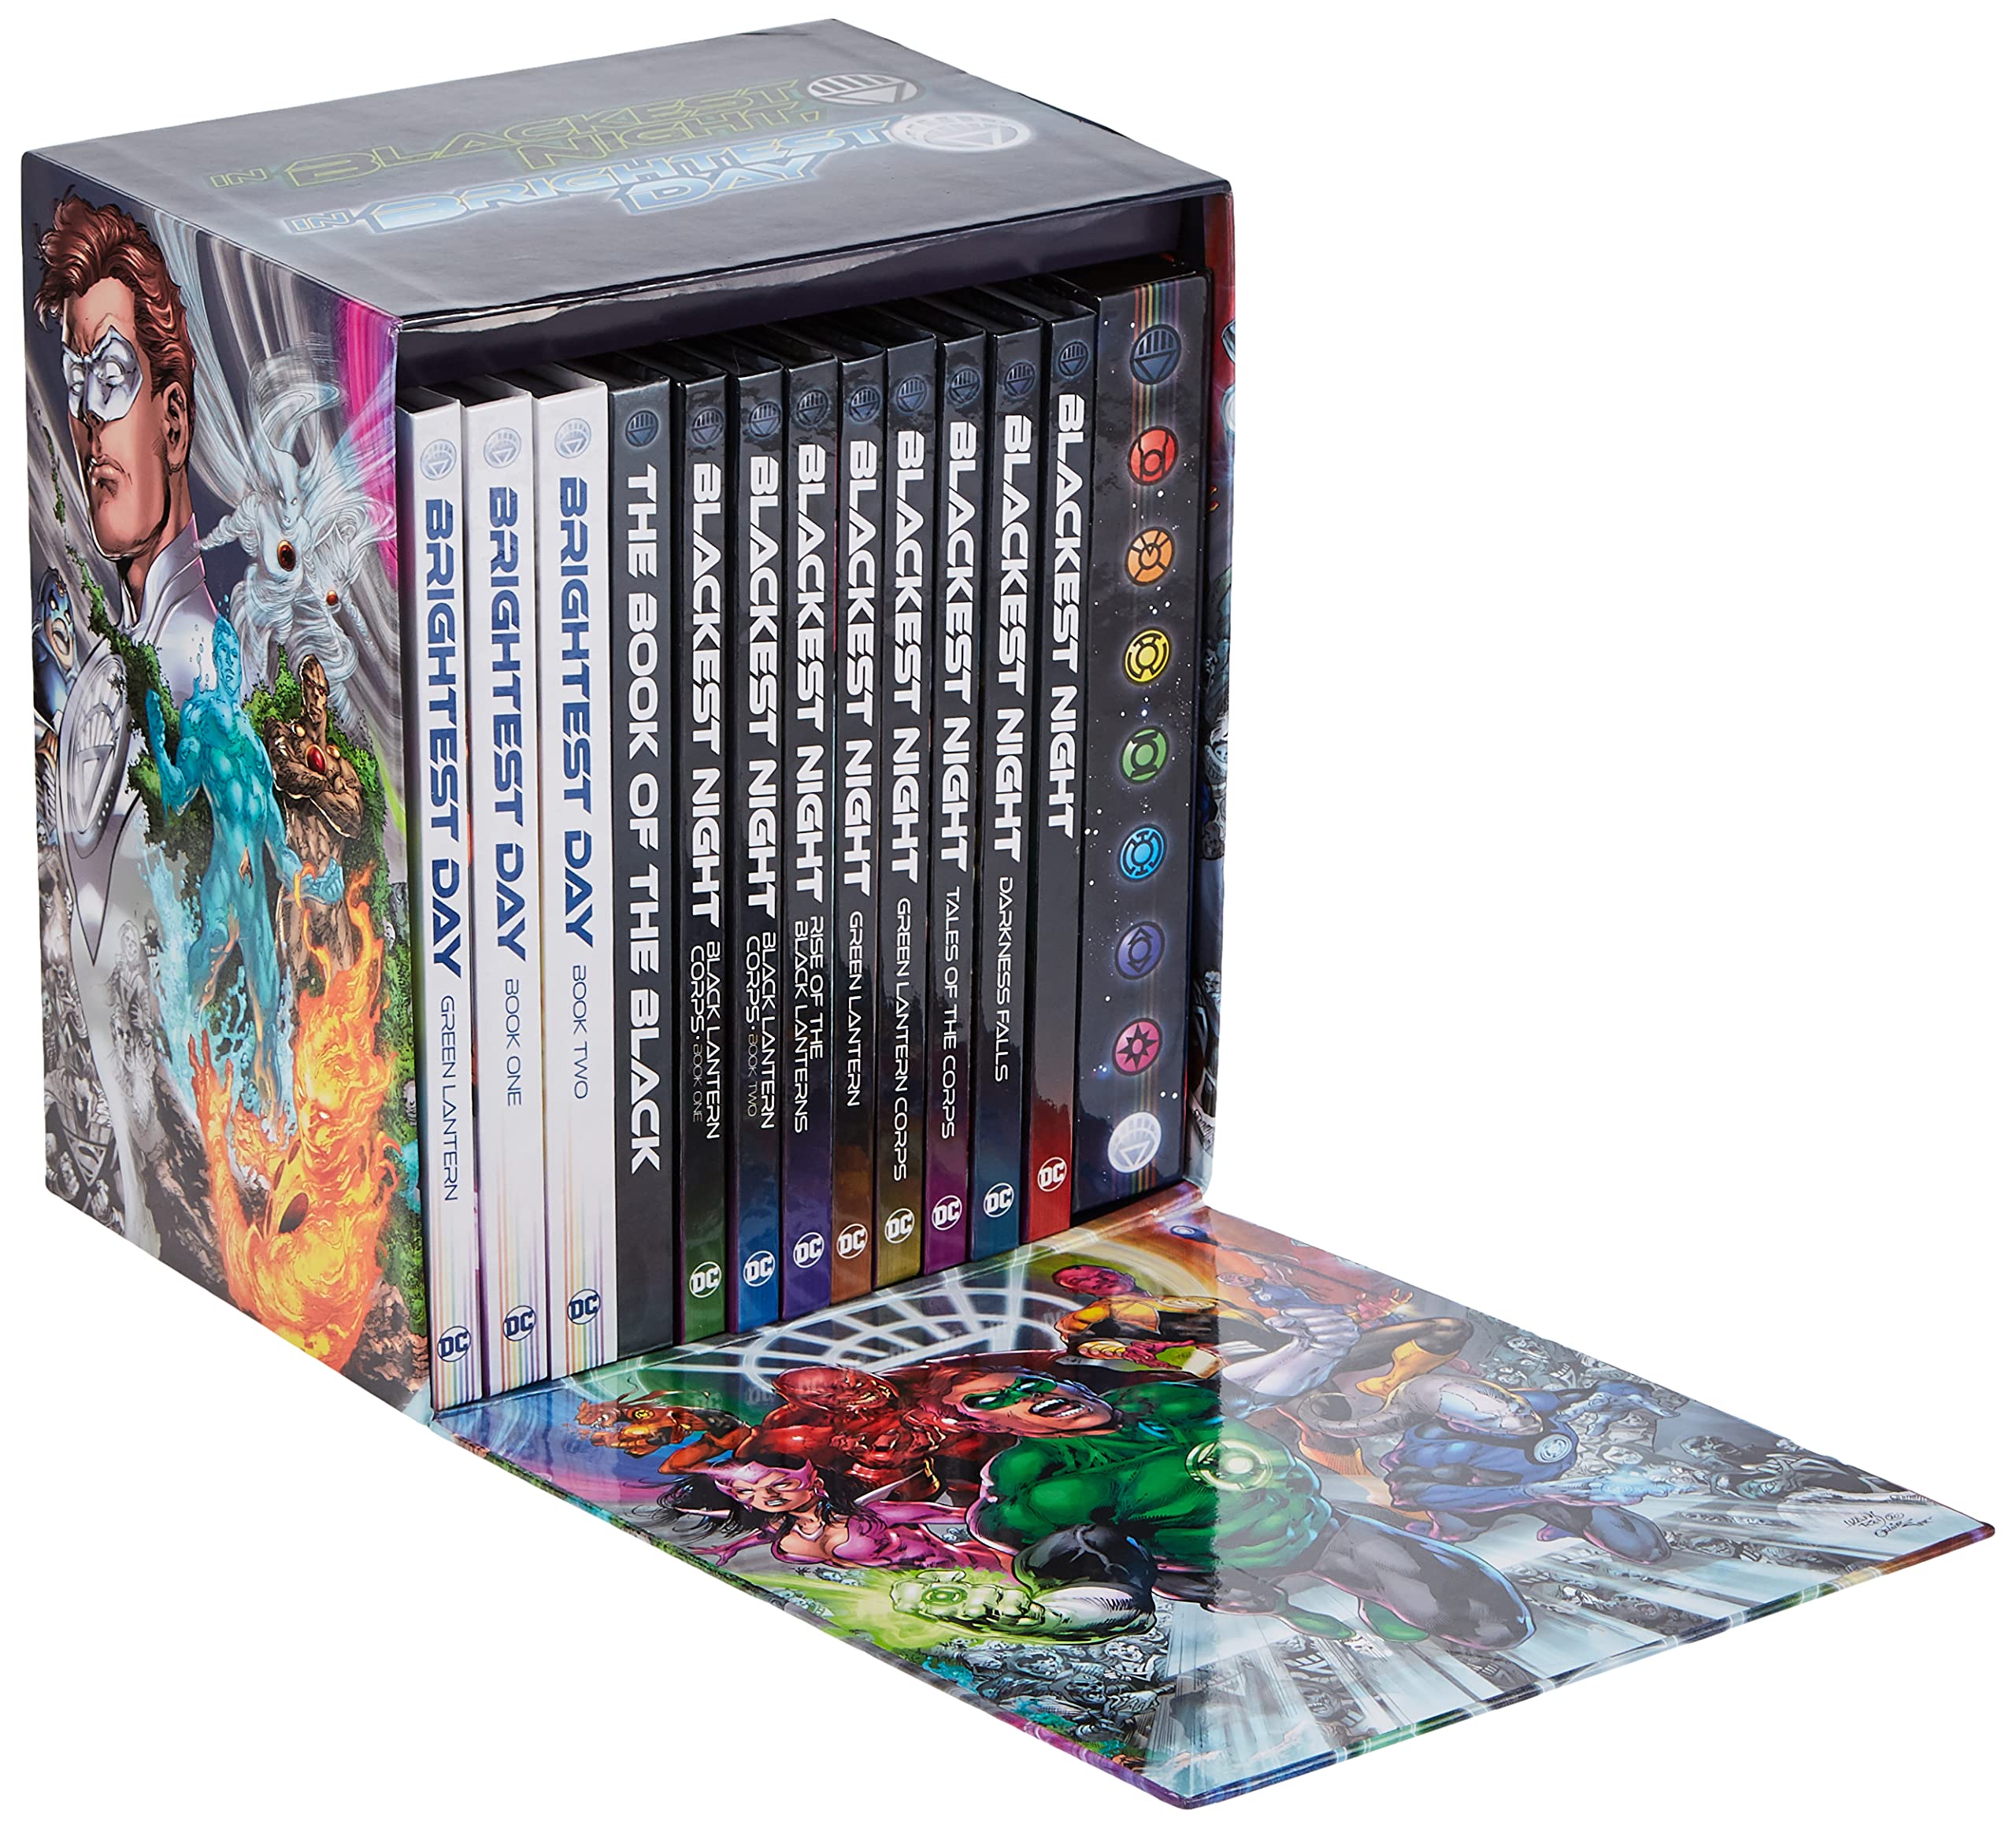 IN BLACKEST
NIGHT,
IN BRIGHTEST
DAY
BRIGHTEST DAY GREEN LANTERN DC
BRIGHTEST DAY BOOK ONE DC
BRIGHTEST DAY BOOK TWO DC
THE BOOK OF THE BLACK
BLACKEST NIGHT BLACK LANTERN
CORPS • BOOK ONE DC
BLACKEST NIGHT BLACK LANTERN
CORPS • BOOK TWO DC
BLACKEST NIGHT RISE OF THE
BLACK LANTERNS DC
BLACKEST NIGHT GREEN LANTERN DC
BLACKEST NIGHT GREEN LANTERN CORPS DC
BLACKEST NIGHT TALES OF THE CORPS DC
BLACKEST NIGHT DARKNESS FALLS DC
BLACKEST NIGHT DC